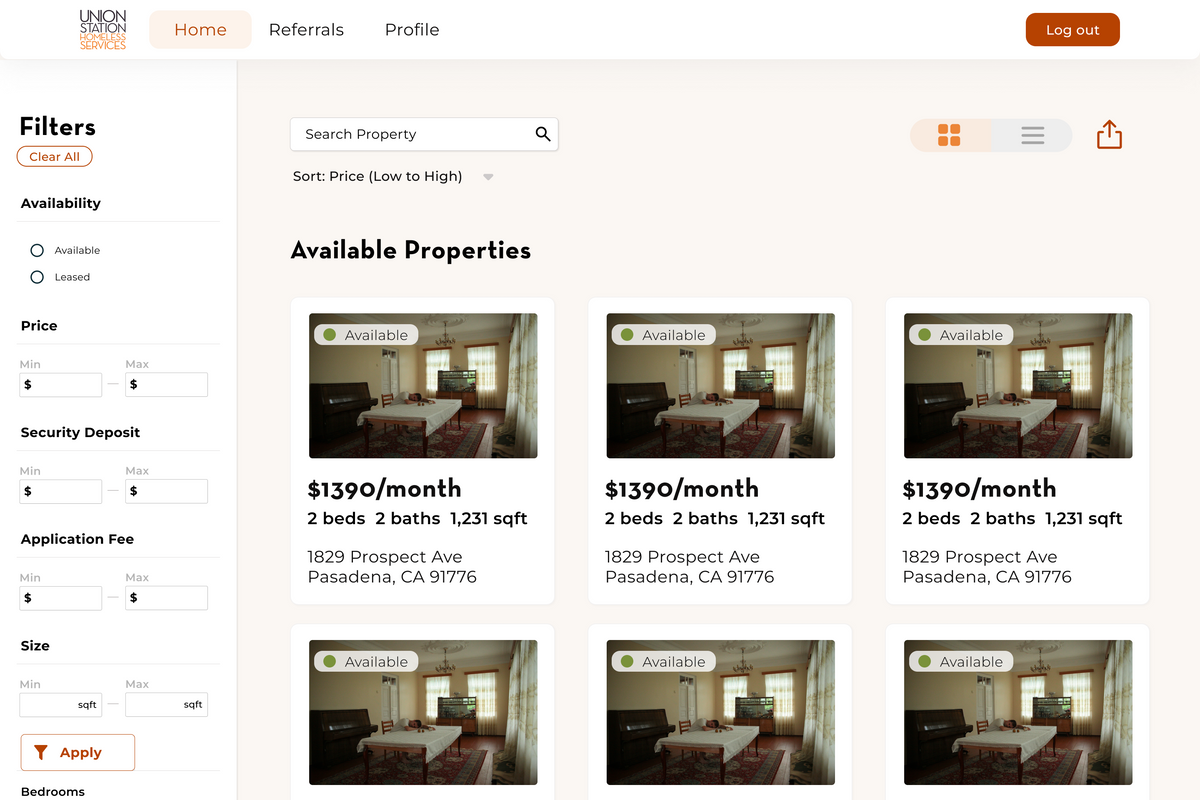 UNION
STATION
HOMELESS
SERVICES
Home
Referrals
Profile
Log out
Filters
Clear All
Availability
Available
Leased
Price
Min Max
$ — $
Security Deposit
Min Max
$ — $
Application Fee
Min Max
$ — $
Size
Min Max
sqft — sqft
Apply
Bedrooms
Search Property
Sort: Price (Low to High)
Available Properties
Available
$1390/month
2 beds 2 baths 1,231 sqft
1829 Prospect Ave
Pasadena, CA 91776
Available
$1390/month
2 beds 2 baths 1,231 sqft
1829 Prospect Ave
Pasadena, CA 91776
Available
$1390/month
2 beds 2 baths 1,231 sqft
1829 Prospect Ave
Pasadena, CA 91776
Available
Available
Available